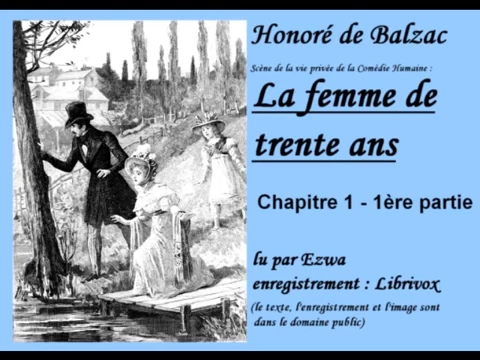 Honoré de Balzac
Scène de la vie privée de la Comédie Humaine :
La femme de
trente ans
Chapitre 1 - 1ère partie
lu par Ezwa
enregistrement : Librivox
(le texte, l'enregistrement et l'image sont
dans le domaine public)